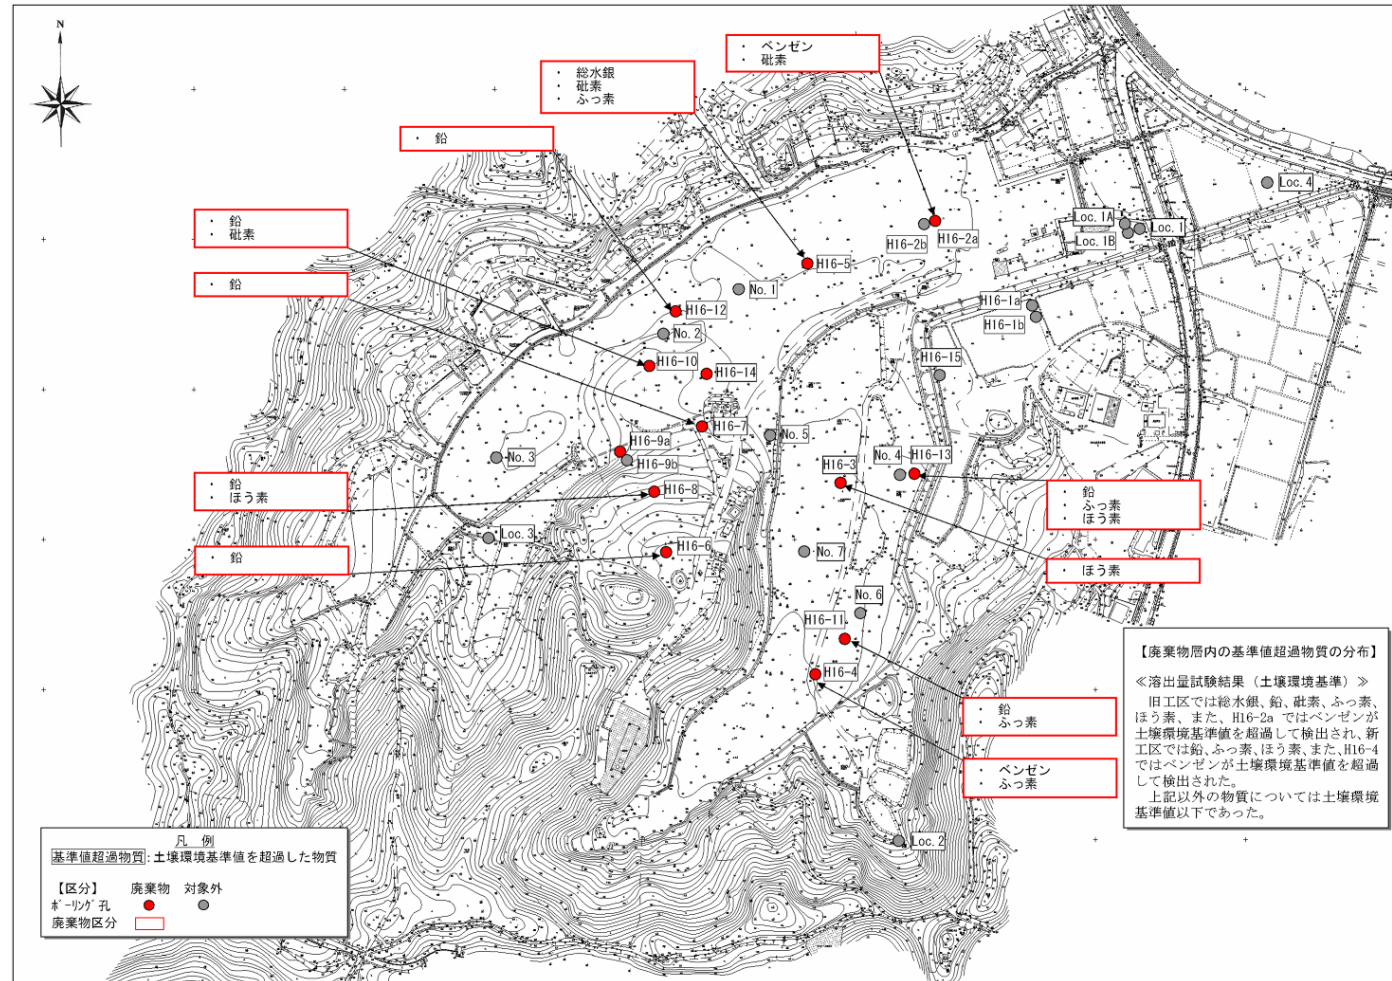 N
・ ベンゼン
・ 砒素
・ 総水銀
・ 砒素
・ ふっ素
・ 鉛
・ 鉛
・ 砒素
・ 鉛
・ 鉛
・ ほう素
・ 鉛
Loc. 4
Loc. 1A
Loc. 1
Loc. 1B
H16-2b
H16-2a
H16-5
No. 1
H16-1a
H16-1b
H16-12
No. 2
H16-10
H16-14
H16-15
H16-7
No. 5
H16-9a
H16-9b
No. 3
H16-3
No. 4
H16-13
H16-8
Loc. 3
H16-6
No. 7
No. 6
H16-11
H16-4
Loc. 2
・ 鉛
・ ふっ素
・ ほう素
・ ほう素
・ 鉛
・ ふっ素
・ ベンゼン
・ ふっ素
【廃棄物層内の基準値超過物質の分布】
≪溶出量試験結果（土壌環境基準）≫
旧工区では総水銀、鉛、砒素、ふっ素、
ほう素、また、H16-2a ではベンゼンが
土壌環境基準値を超過して検出され、新
工区では鉛、ふっ素、ほう素、また、H16-4
ではベンゼンが土壌環境基準値を超過
して検出された。
上記以外の物質については土壌環境
基準値以下であった。
凡 例
基準値超過物質：土壌環境基準値を超過した物質
【区分】 廃棄物 対象外
ﾎﾞｰﾘﾝｸﾞ孔
廃棄物区分